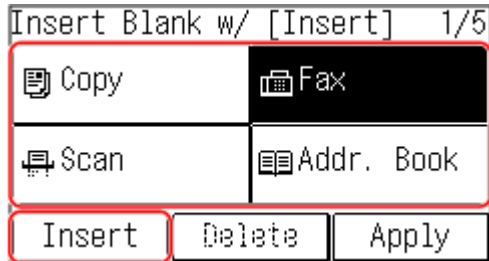 Insert Blank w/ [Insert] 1/5
Copy Fax
Scan Addr. Book
Insert Delete Apply